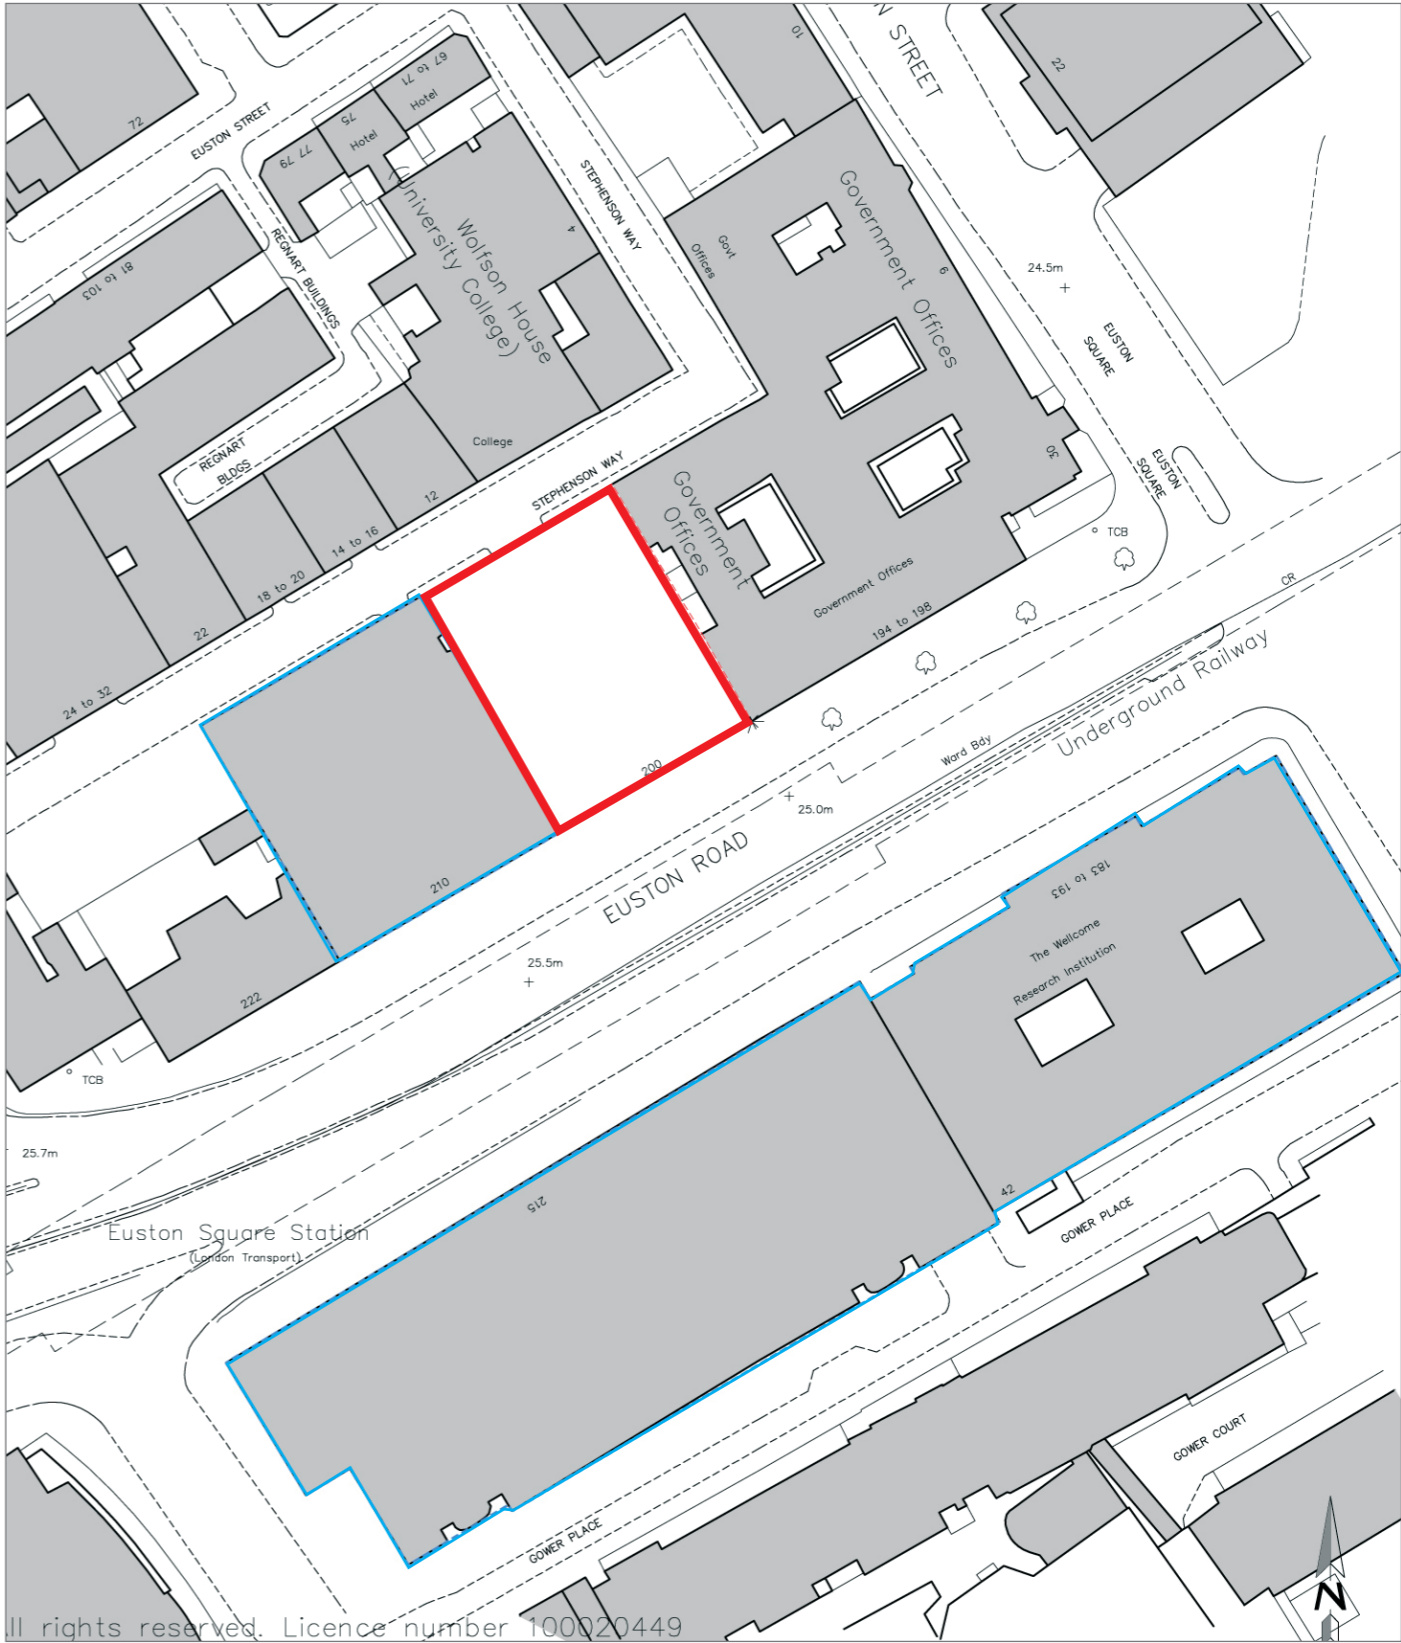 N STREET
10
22
67 to 71
Hotel
75
Hotel
77 79
72
EUSTON STREET
STEPHENSON WAY
4
Wolfson House
(University College)
REGNART BUILDINGS
81 to 103
Govt
Offices
Government Offices
6
24.5m
EUSTON
SQUARE
EUSTON
SQUARE
30
REGNART
BLDGS
College
STEPHENSON WAY
12
14 to 16
18 to 20
22
24 to 32
Government
Offices
Government Offices
194 to 198
TCB
CR
Underground Railway
Ward Bdy
200
25.0m
EUSTON ROAD
210
25.5m
222
TCB
183 to 193
The Wellcome
Research Institution
25.7m
215
42
GOWER PLACE
Euston Square Station
(London Transport)
GOWER COURT
GOWER PLACE
N
ll rights reserved. Licence number 100020449